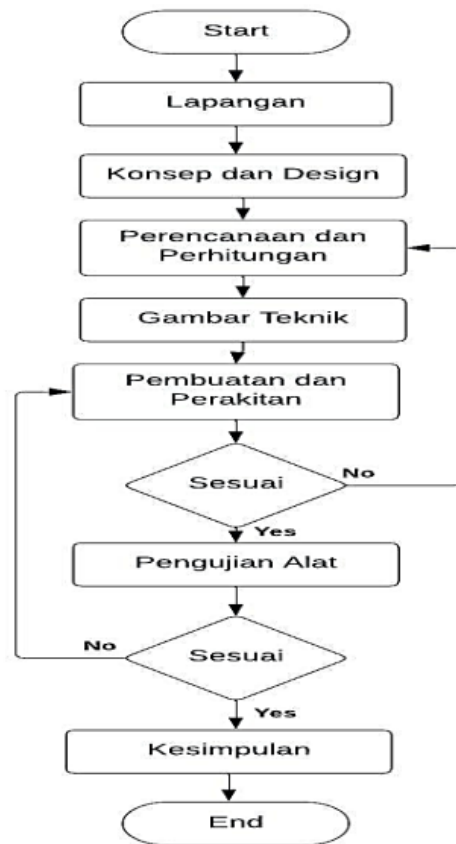 Start
Lapangan
Konsep dan Design
Perencanaan dan
Perhitungan
Gambar Teknik
Pembuatan dan
Perakitan
Sesuai
No
Yes
Pengujian Alat
No
Sesuai
Yes
Kesimpulan
End